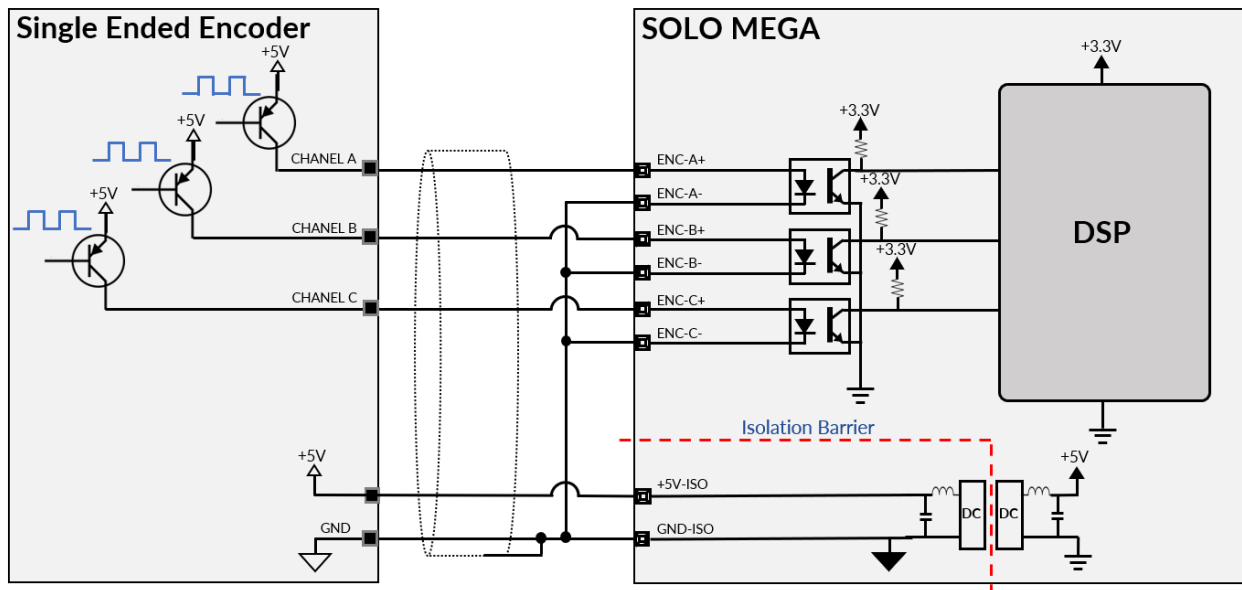 Single Ended Encoder
+5V
+5V
+5V
CHANEL A
CHANEL B
CHANEL C
+5V
GND
SOLO MEGA
ENC-A+
ENC-A-
ENC-B+
ENC-B-
ENC-C+
ENC-C-
+3.3V
+3.3V
+3.3V
+3.3V
DSP
Isolation Barrier
+5V-ISO
GND-ISO
DC
DC
+5V